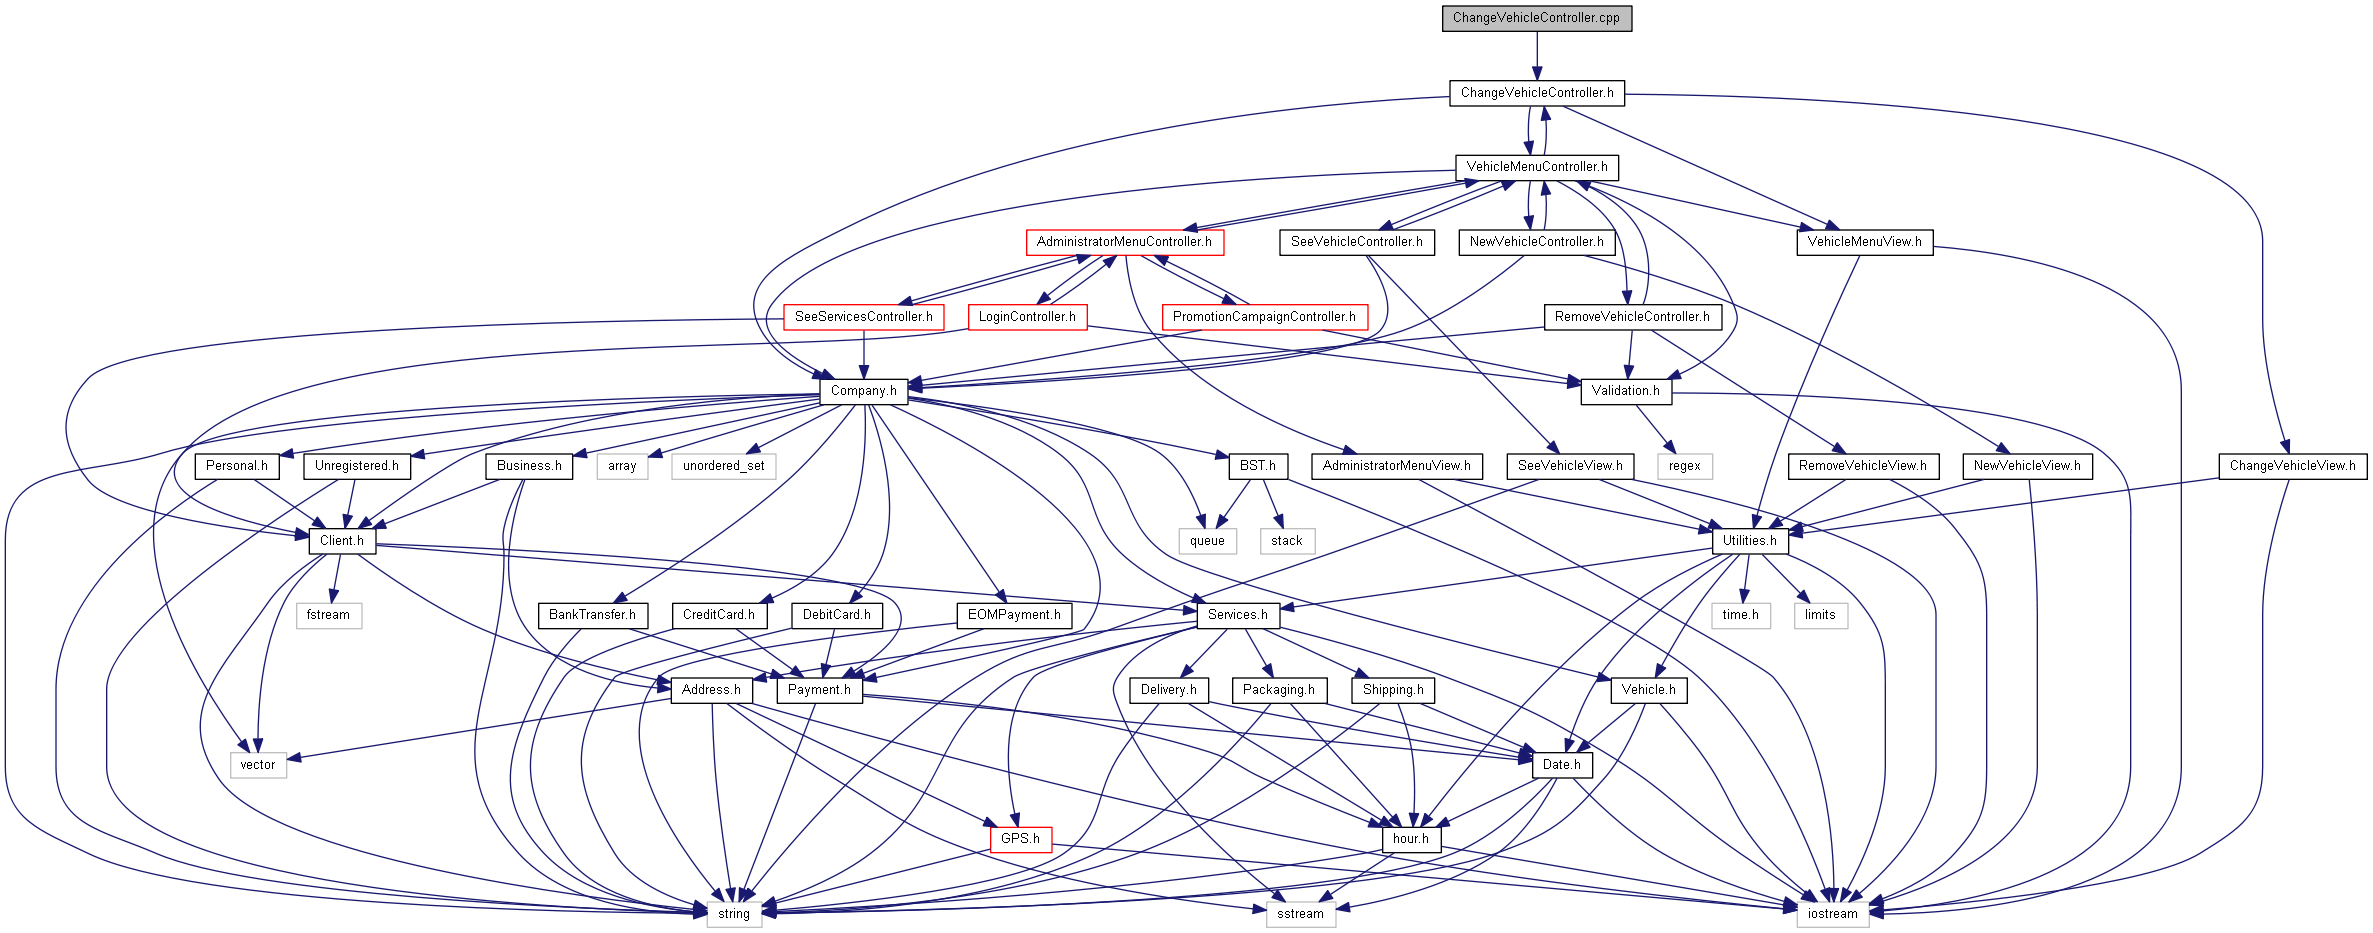 ChangeVehicleController.cpp
ChangeVehicleController.h
VehicleMenuController.h
AdministratorMenuController.h
SeeVehicleController.h
NewVehicleController.h
VehicleMenuView.h
SeeServicesController.h
LoginController.h
PromotionCampaignController.h
RemoveVehicleController.h
Company.h
Validation.h
Personal.h
Unregistered.h
Business.h
array
unordered_set
BST.h
AdministratorMenuView.h
SeeVehicleView.h
regex
RemoveVehicleView.h
NewVehicleView.h
ChangeVehicleView.h
Client.h
queue
stack
Utilities.h
fstream
BankTransfer.h
CreditCard.h
DebitCard.h
EOMPayment.h
Services.h
time.h
limits
Address.h
Payment.h
Delivery.h
Packaging.h
Shipping.h
Vehicle.h
vector
Date.h
GPS.h
hour.h
string
sstream
iostream